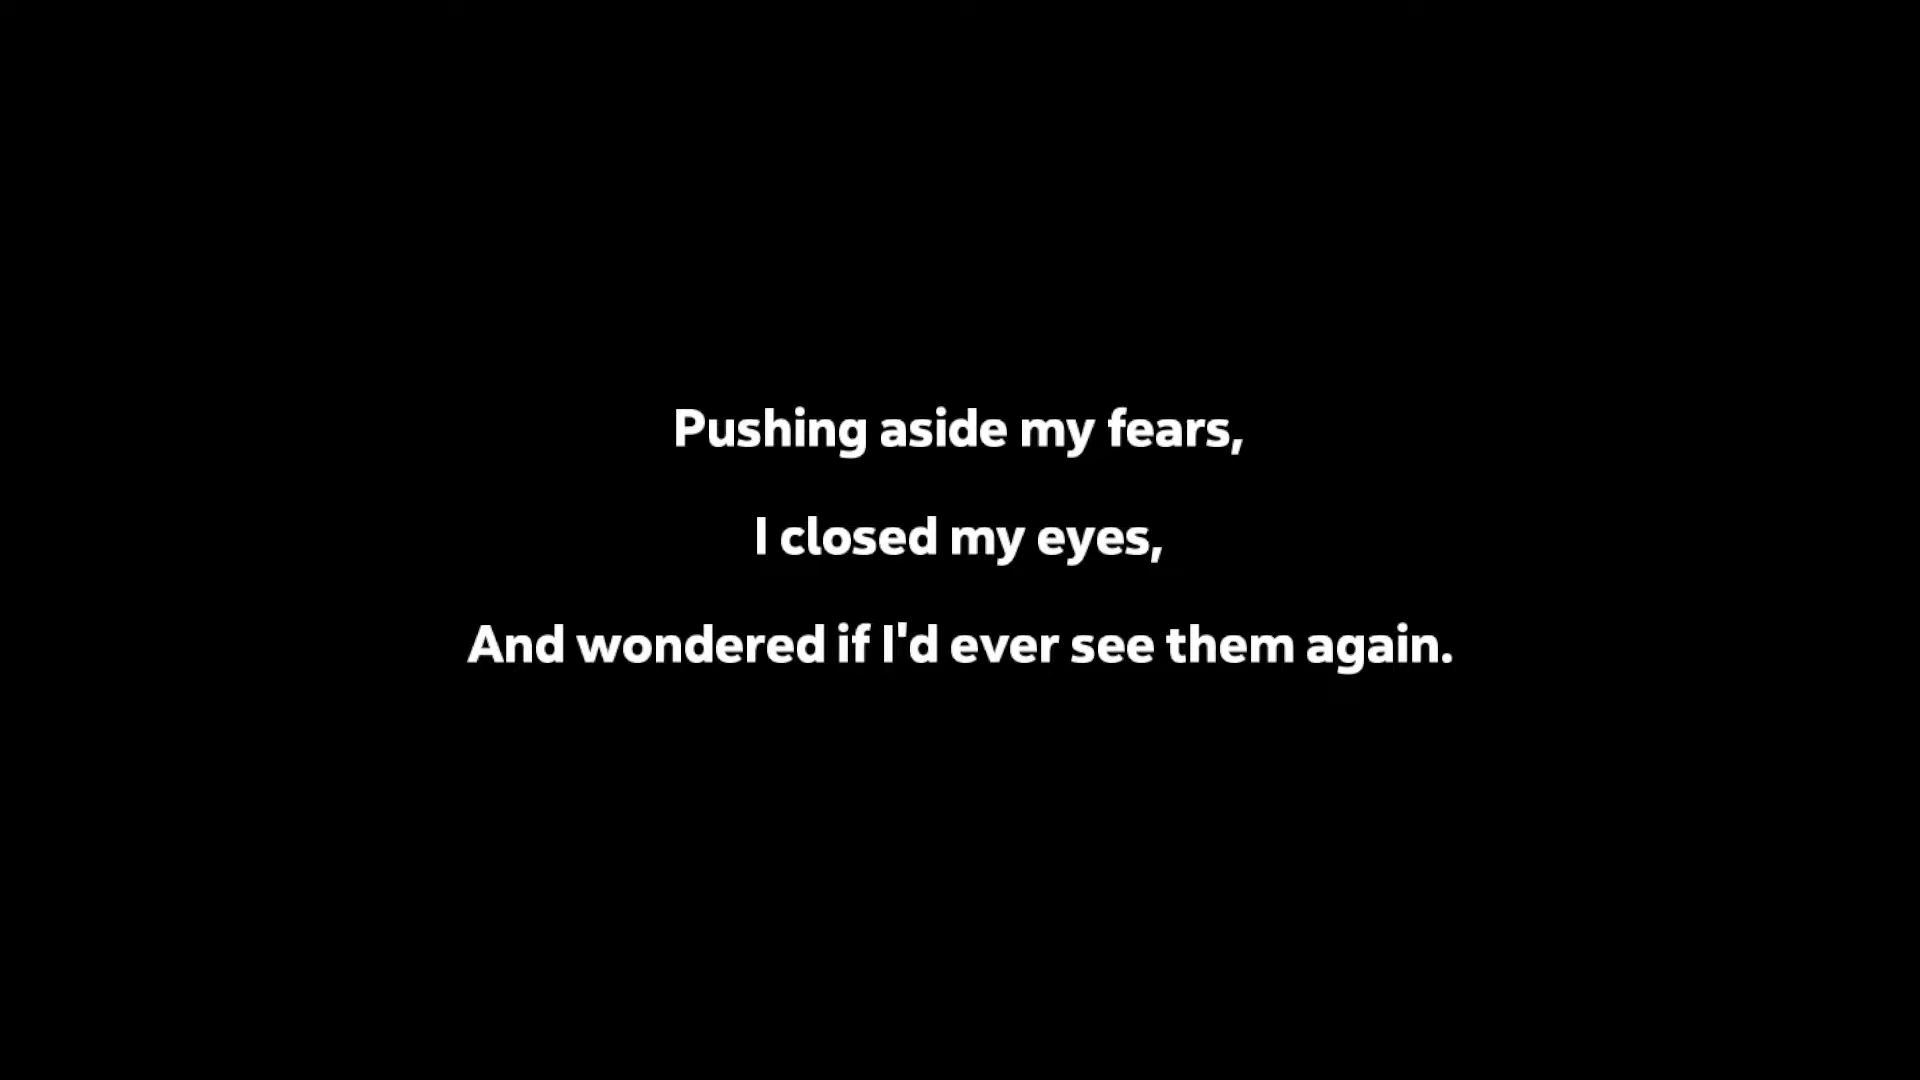 Pushing aside my fears,
I closed my eyes,
And wondered if I'd ever see them again.